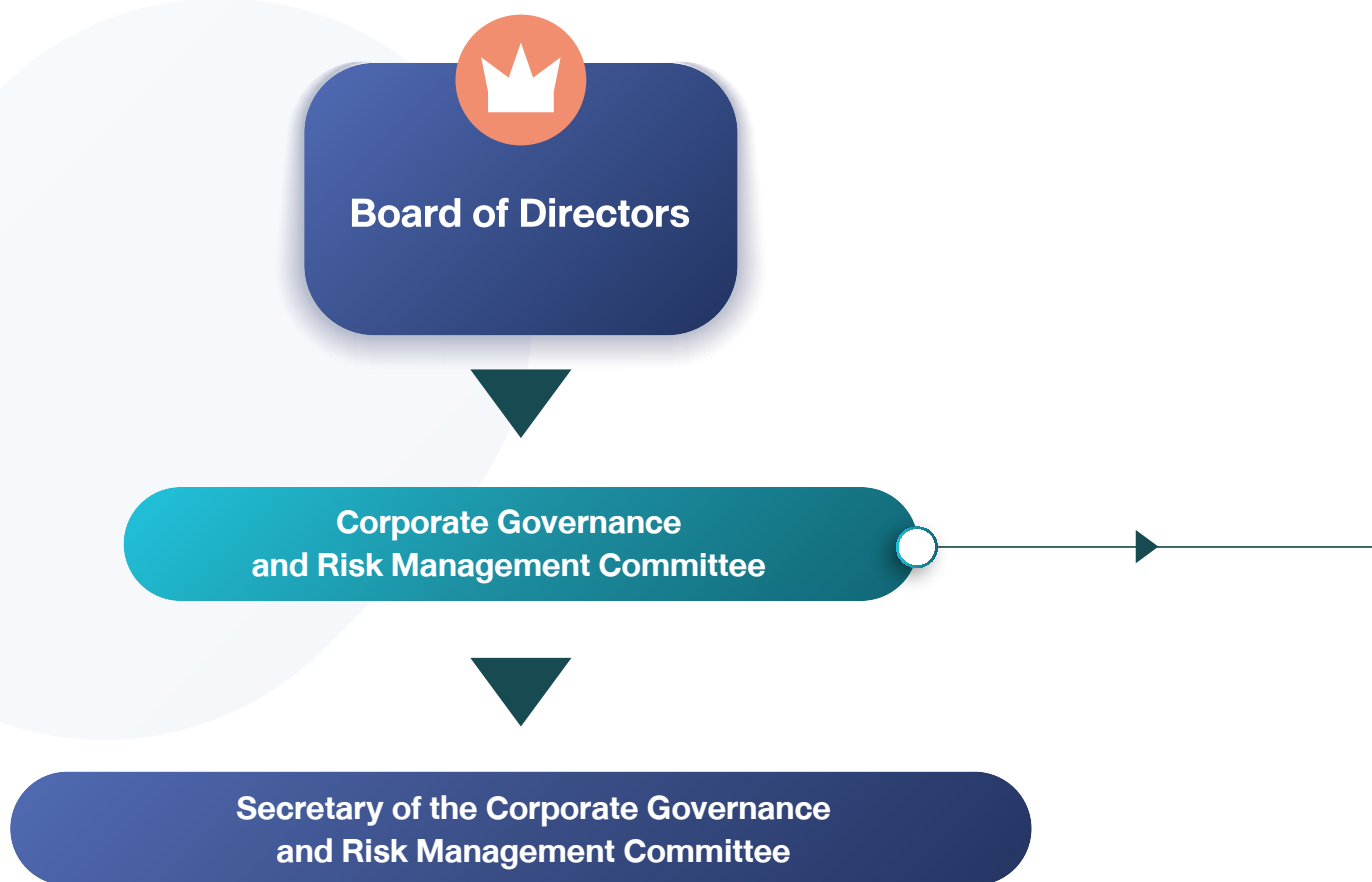 Board of Directors
Corporate Governance
and Risk Management Committee
Secretary of the Corporate Governance
and Risk Management Committee